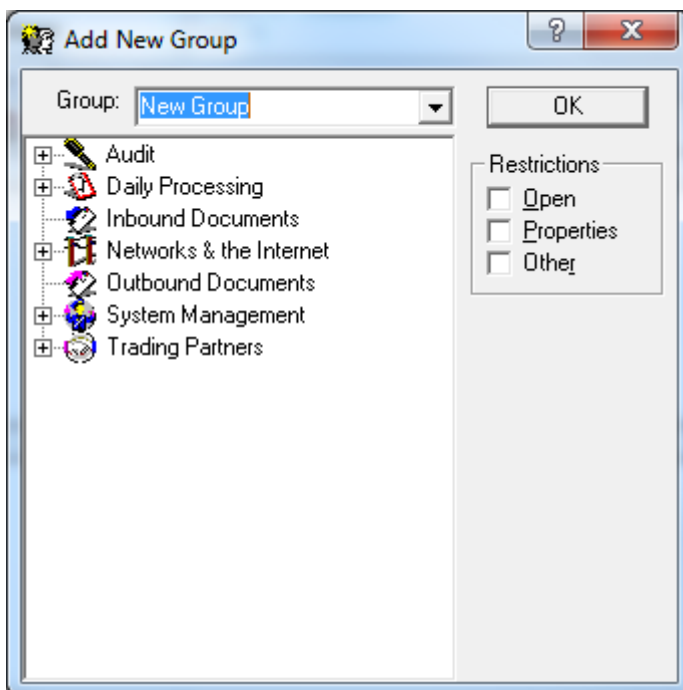 Add New Group
Group: New Group
OK
Audit
Daily Processing
Inbound Documents
Networks & the Internet
Outbound Documents
System Management
Trading Partners
Restrictions
Open
Properties
Other